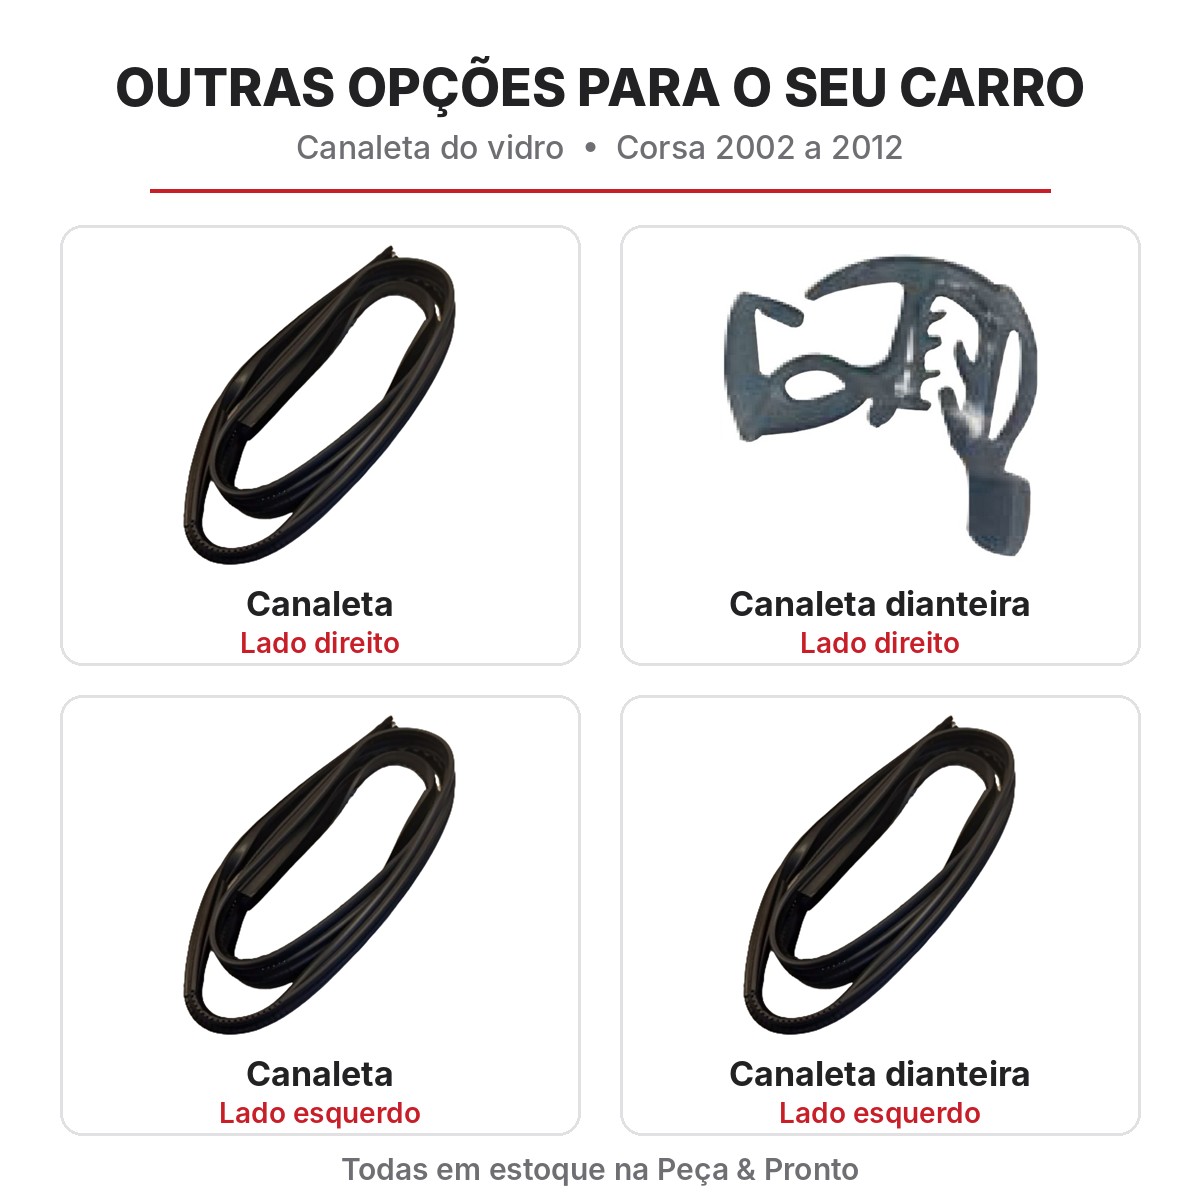 OUTRAS OPÇÕES PARA O SEU CARRO
Canaleta do vidro • Corsa 2002 a 2012
Canaleta
Lado direito
Canaleta dianteira
Lado direito
Canaleta
Lado esquerdo
Canaleta dianteira
Lado esquerdo
Todas em estoque na Peça & Pronto